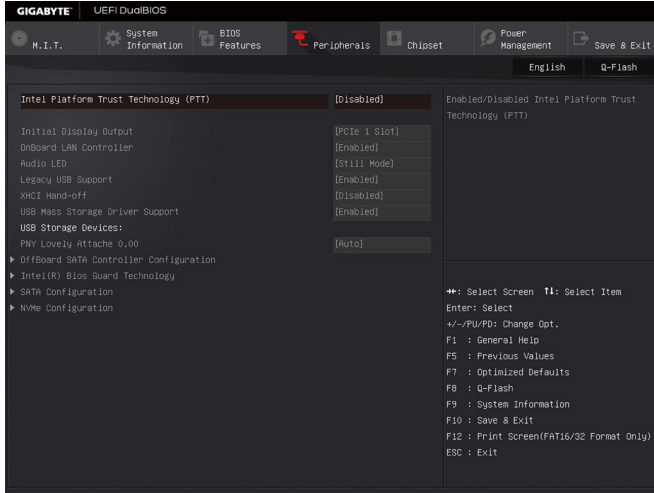 GIGABYTE™ UEFI DualBIOS
M.I.T.
System Information
BIOS Features
Peripherals
Chipset
Power Management
Save & Exit
English Q-Flash
Intel Platform Trust Technology (PTT) [Disabled]
Initial Display Output [PCIe 1 Slot]
OnBoard LAN Controller [Enabled]
Audio LED [Still Mode]
Legacy USB Support [Enabled]
XHCI Hand-off [Disabled]
USB Mass Storage Driver Support [Enabled]
USB Storage Devices:
PNY Lovely Attache 0.00 [Auto]
OffBoard SATA Controller Configuration
Intel(R) Bios Guard Technology
SATA Configuration
NVMe Configuration
Enabled/Disabled Intel Platform Trust
Technology (PTT)
→←: Select Screen ↑↓: Select Item
Enter: Select
+/-/PU/PD: Change Opt.
F1 : General Help
F5 : Previous Values
F7 : Optimized Defaults
F8 : Q-Flash
F9 : System Information
F10 : Save & Exit
F12 : Print Screen(FAT16/32 Format Only)
ESC : Exit